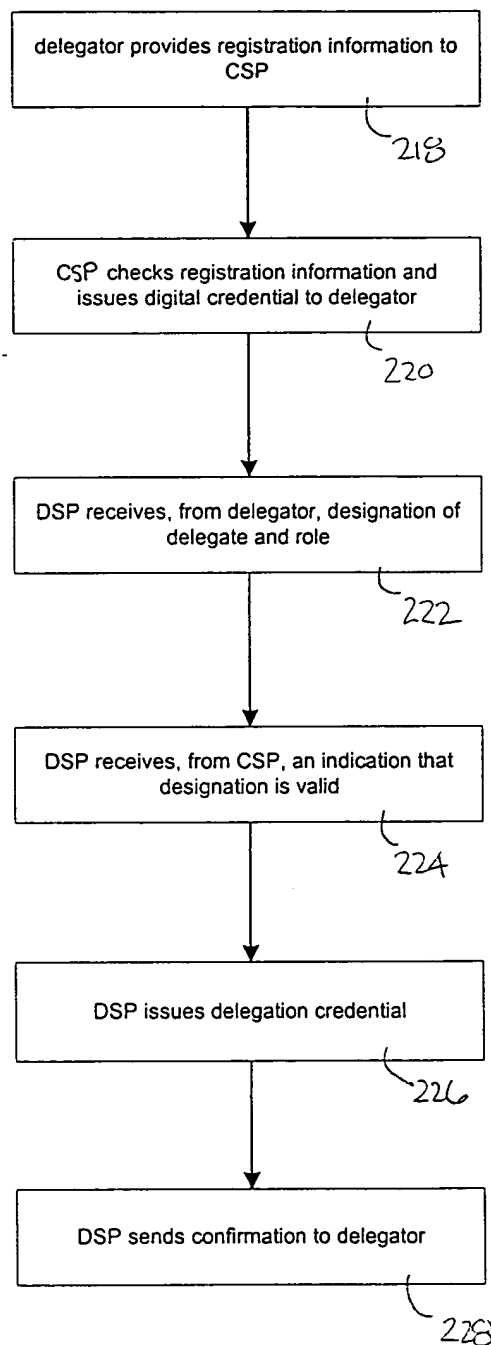 delegator provides registration information to
CSP
218
CSP checks registration information and
issues digital credential to delegator
220
DSP receives, from delegator, designation of
delegate and role
222
DSP receives, from CSP, an indication that
designation is valid
224
DSP issues delegation credential
226
DSP sends confirmation to delegator
228